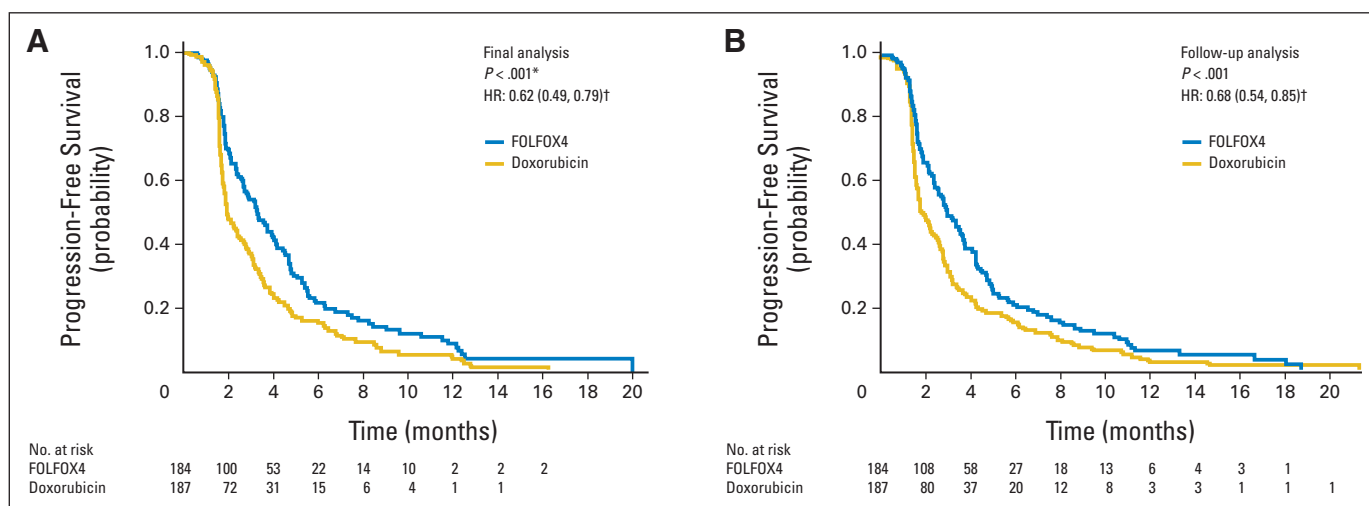 A
Final analysis
P < .001*
HR: 0.62 (0.49, 0.79)†
FOLFOX4
Doxorubicin
Progression-Free Survival
(probability)
1.0
0.8
0.6
0.4
0.2
0 2 4 6 8 10 12 14 16 18 20
Time (months)
No. at risk
FOLFOX4 184 100 53 22 14 10 2 2 2
Doxorubicin 187 72 31 15 6 4 1 1
B
Follow-up analysis
P < .001
HR: 0.68 (0.54, 0.85)†
FOLFOX4
Doxorubicin
Progression-Free Survival
(probability)
1.0
0.8
0.6
0.4
0.2
0 2 4 6 8 10 12 14 16 18 20
Time (months)
No. at risk
FOLFOX4 184 108 58 27 18 13 6 4 3 1
Doxorubicin 187 80 37 20 12 8 3 3 1 1 1